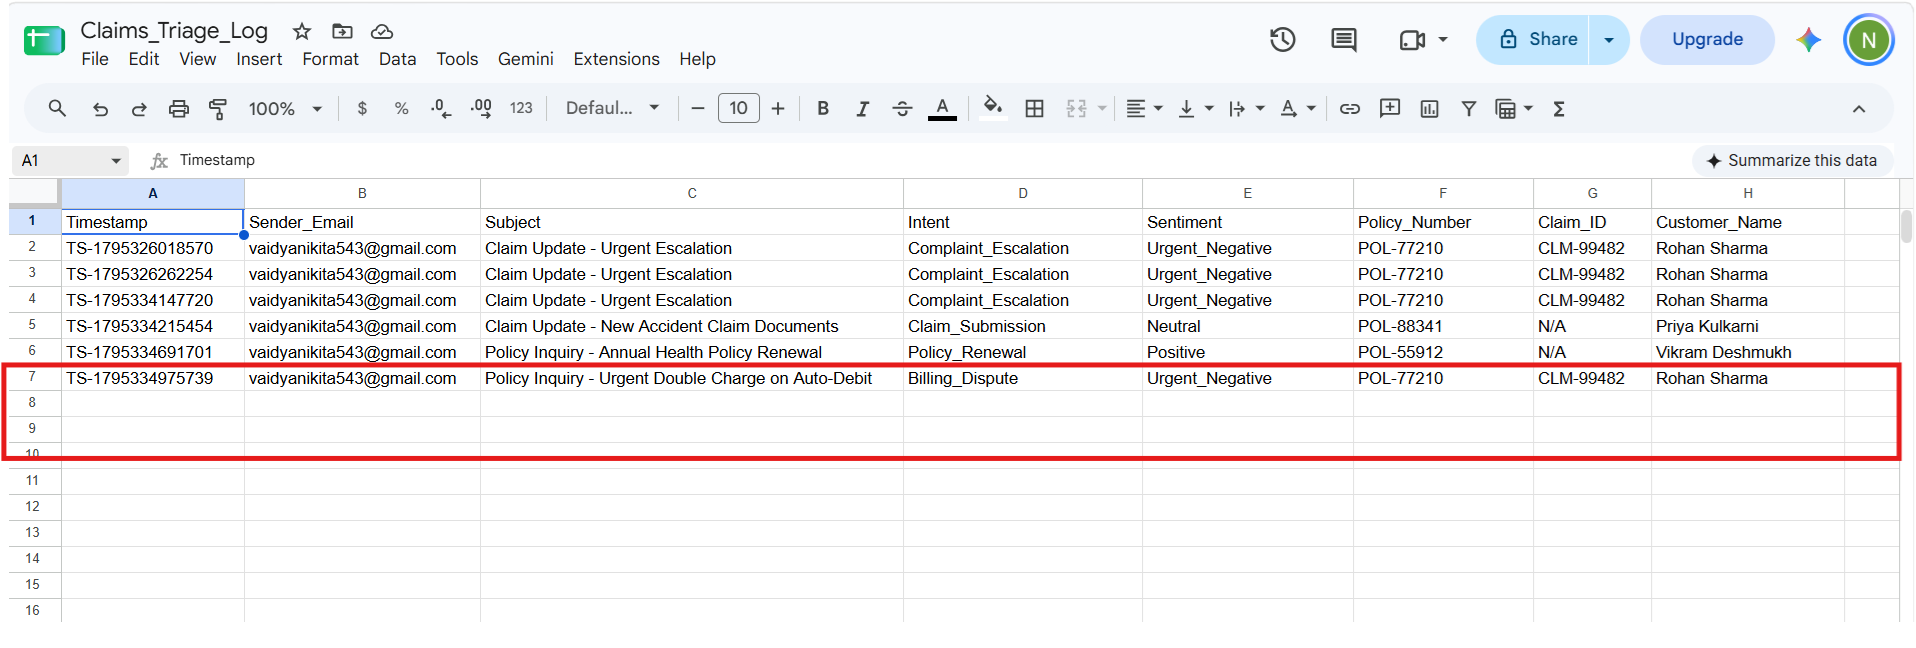 Claims_Triage_Log
File Edit View Insert Format Data Tools Gemini Extensions Help
Share
Upgrade
N
100% $ % .0 .00 123 Defaul... 10 B I S A A Σ
A1 fx Timestamp
Summarize this data
A B C D E F G H
1 Timestamp Sender_Email Subject Intent Sentiment Policy_Number Claim_ID Customer_Name
2 TS-1795326018570 vaidyanikita543@gmail.com Claim Update - Urgent Escalation Complaint_Escalation Urgent_Negative POL-77210 CLM-99482 Rohan Sharma
3 TS-1795326262254 vaidyanikita543@gmail.com Claim Update - Urgent Escalation Complaint_Escalation Urgent_Negative POL-77210 CLM-99482 Rohan Sharma
4 TS-1795334147720 vaidyanikita543@gmail.com Claim Update - Urgent Escalation Complaint_Escalation Urgent_Negative POL-77210 CLM-99482 Rohan Sharma
5 TS-1795334215454 vaidyanikita543@gmail.com Claim Update - New Accident Claim Documents Claim_Submission Neutral POL-88341 N/A Priya Kulkarni
6 TS-1795334691701 vaidyanikita543@gmail.com Policy Inquiry - Annual Health Policy Renewal Policy_Renewal Positive POL-55912 N/A Vikram Deshmukh
7 TS-1795334975739 vaidyanikita543@gmail.com Policy Inquiry - Urgent Double Charge on Auto-Debit Billing_Dispute Urgent_Negative POL-77210 CLM-99482 Rohan Sharma
8
9
10
11
12
13
14
15
16